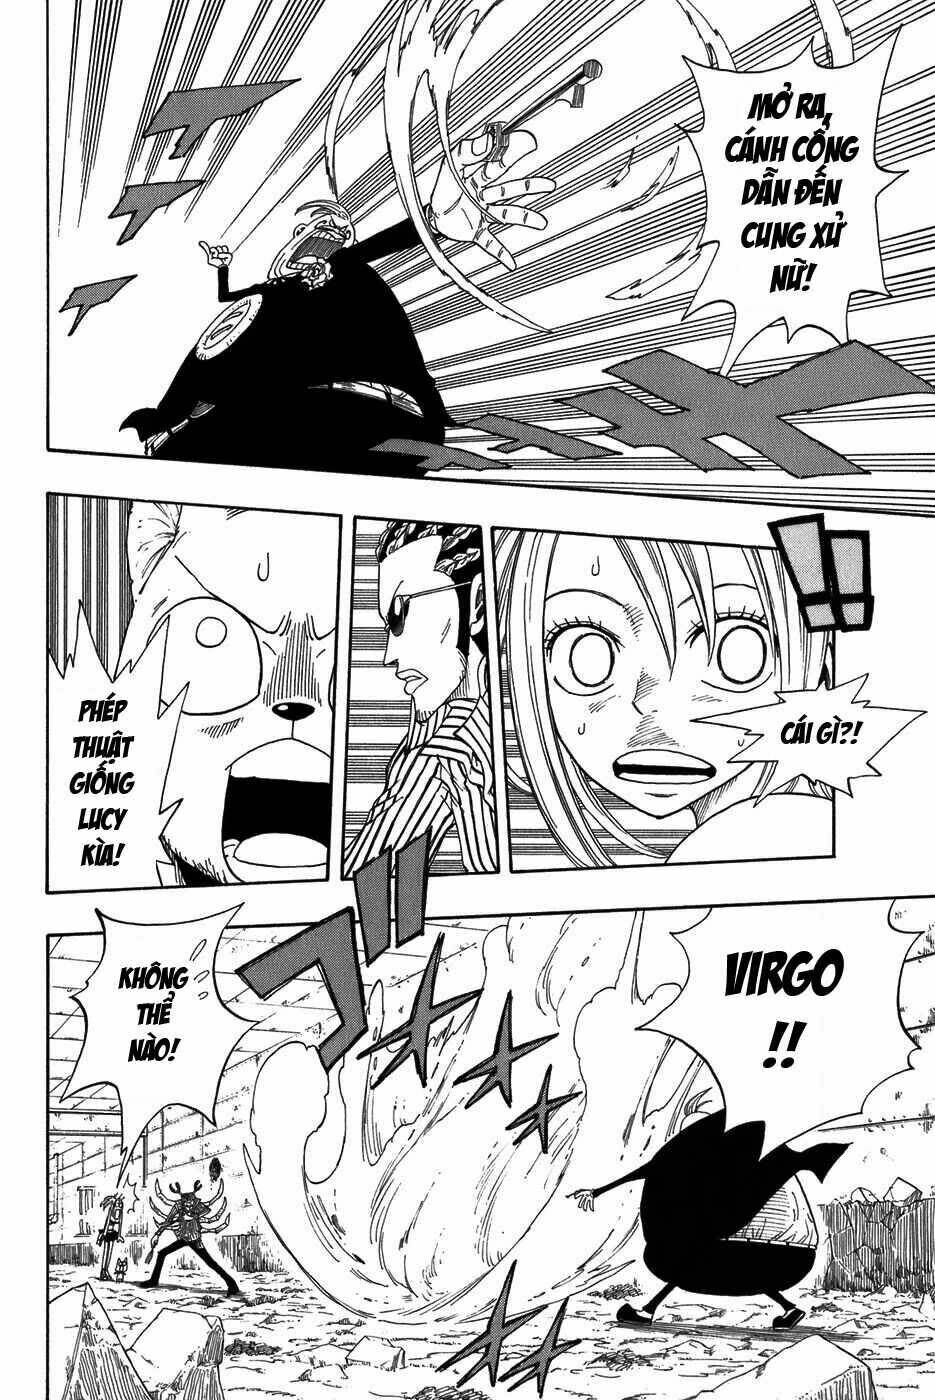 MỞ RA,
CÁNH CỔNG
DẪN ĐẾN
CUNG XỬ
NỮ!
CÁI GÌ?!
PHÉP
THUẬT
GIỐNG
LUCY
KÌA!
VIRGO
!!
KHÔNG
THỂ
NÀO!